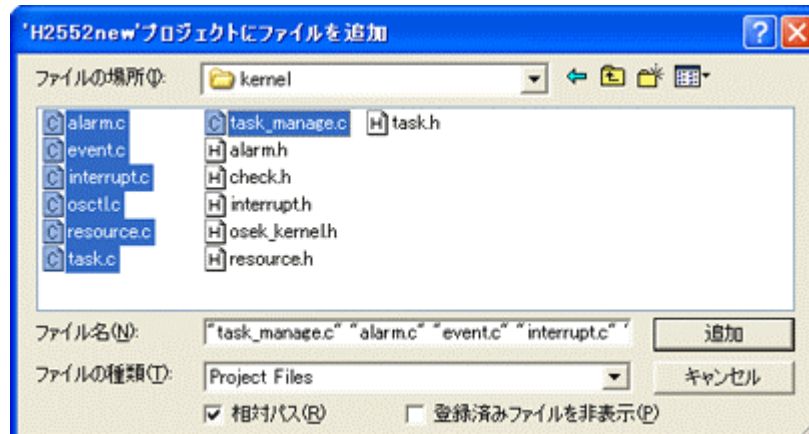 'H2552new'プロジェクトにファイルを追加
ファイルの場所(I):
kernel
alarm.c
event.c
interrupt.c
osctl.c
resource.c
task.c
task_manage.c
alarm.h
check.h
interrupt.h
osek_kernel.h
resource.h
task.h
ファイル名(N):
"task_manage.c" "alarm.c" "event.c" "interrupt.c" "
追加
ファイルの種類(T):
Project Files
キャンセル
相対パス(R)
登録済みファイルを非表示(P)